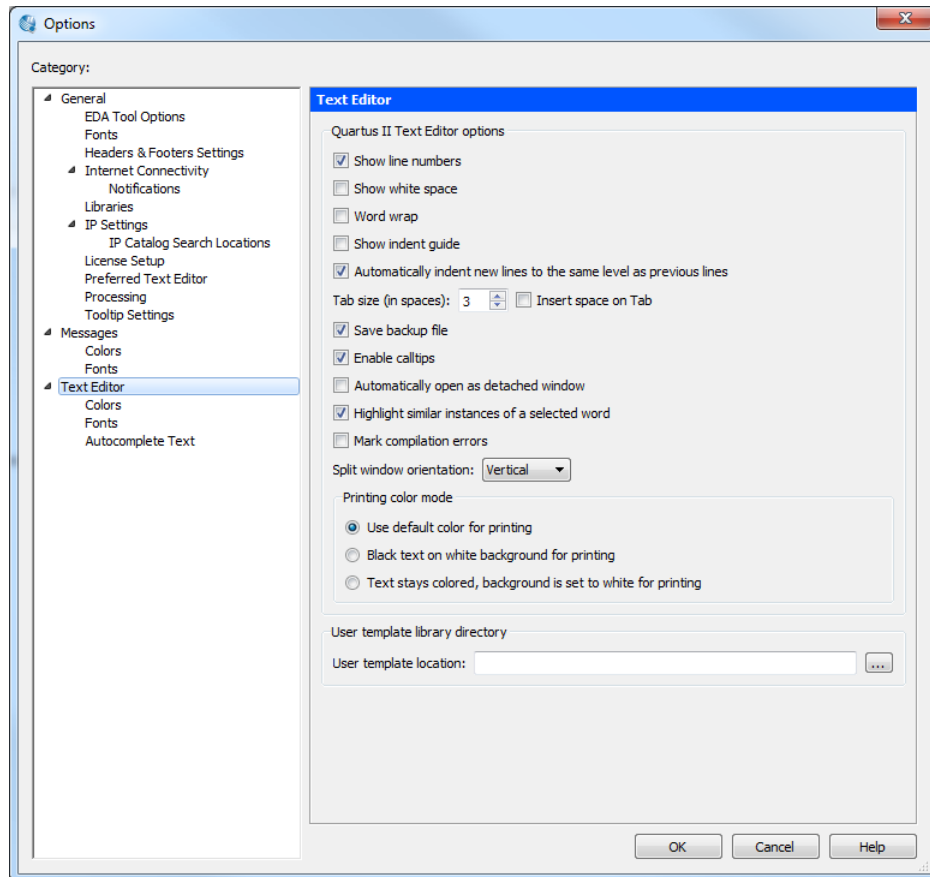 Options
Category:
General
EDA Tool Options
Fonts
Headers & Footers Settings
Internet Connectivity
Notifications
Libraries
IP Settings
IP Catalog Search Locations
License Setup
Preferred Text Editor
Processing
Tooltip Settings
Messages
Colors
Fonts
Text Editor
Colors
Fonts
Autocomplete Text
Text Editor
Quartus II Text Editor options
Show line numbers
Show white space
Word wrap
Show indent guide
Automatically indent new lines to the same level as previous lines
Tab size (in spaces): 3 Insert space on Tab
Save backup file
Enable calltips
Automatically open as detached window
Highlight similar instances of a selected word
Mark compilation errors
Split window orientation: Vertical
Printing color mode
Use default color for printing
Black text on white background for printing
Text stays colored, background is set to white for printing
User template library directory
User template location: ...
OK Cancel Help